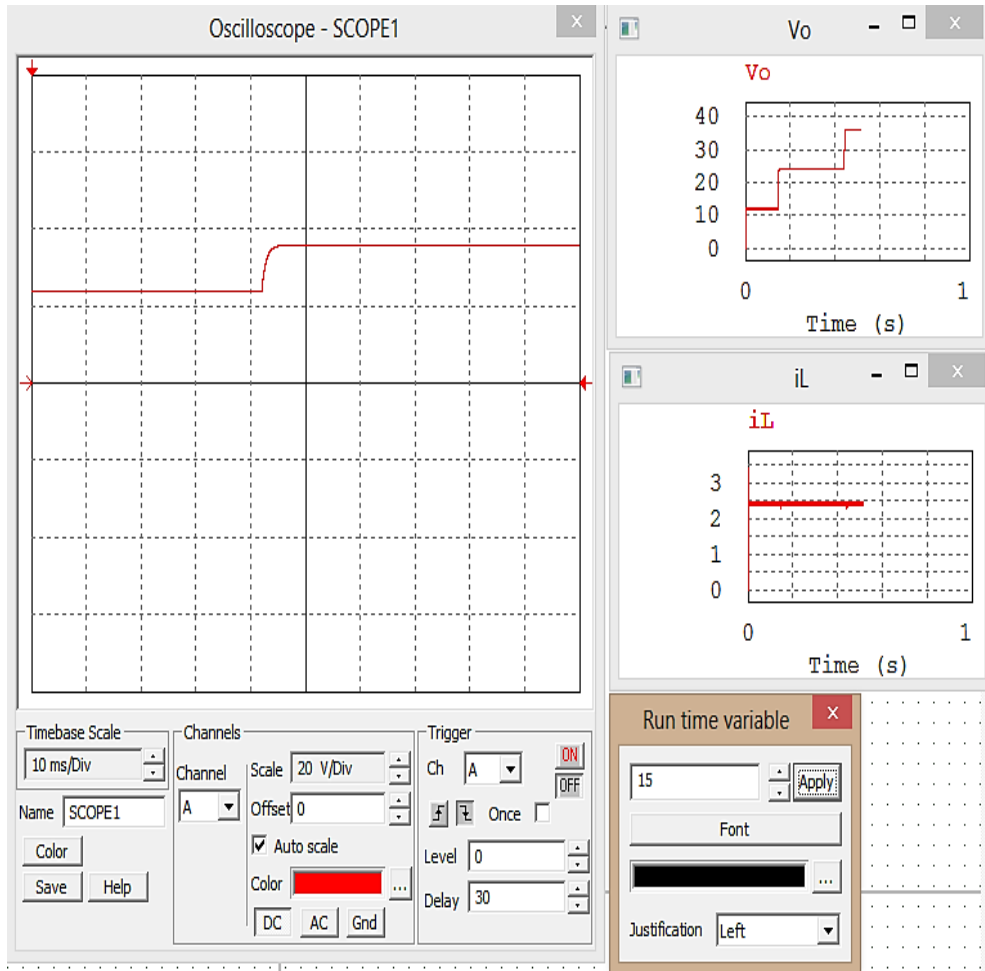 Oscilloscope - SCOPE1
x
Timebase Scale
10 ms/Div
Name SCOPE1
Color
Save Help
Channels
Channel
A
Scale 20 V/Div
Offset 0
Auto scale
Color ...
DC AC Gnd
Trigger
Ch A ON
OFF
Once
Level 0
Delay 30
Vo
x
Vo
40
30
20
10
0
0 1
Time (s)
iL
x
iL
3
2
1
0
0 1
Time (s)
Run time variable x
15 Apply
Font
...
Justification Left